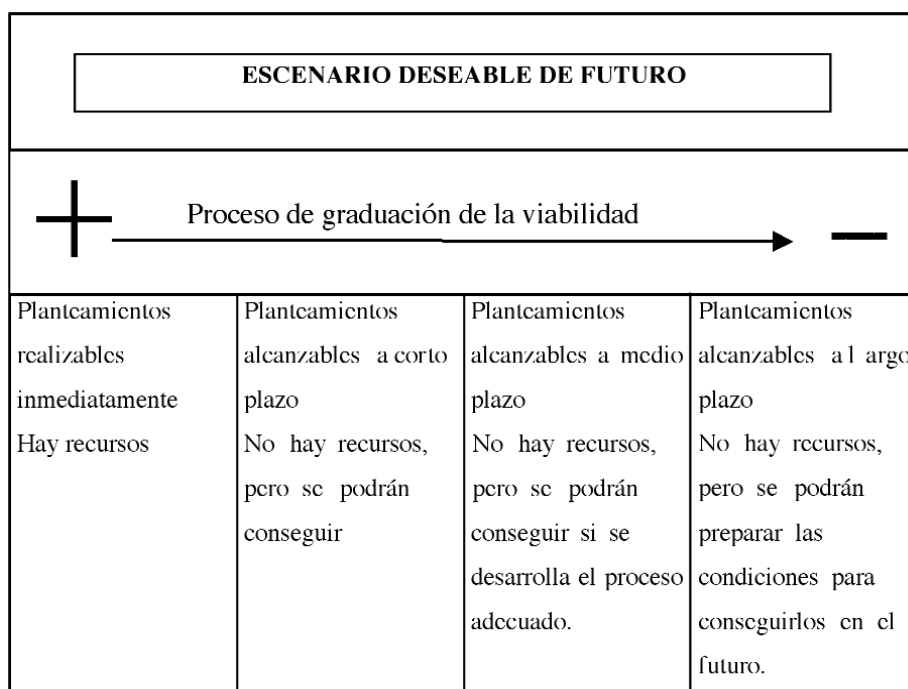 ESCENARIO DESEABLE DE FUTURO
Proceso de graduación de la viabilidad
Planteamientos
realizables
inmediatamente
Hay recursos
Planteamientos
alcanzables a corto
plazo
No hay recursos,
pero se podrán
conseguir
Planteamientos
alcanzables a medio
plazo
No hay recursos,
pero se podrán
conseguir si se
desarrolla el proceso
adecuado.
Planteamientos
alcanzables a l argo
plazo
No hay recursos,
pero se podrán
preparar las
condiciones para
conseguirlos en el
futuro.